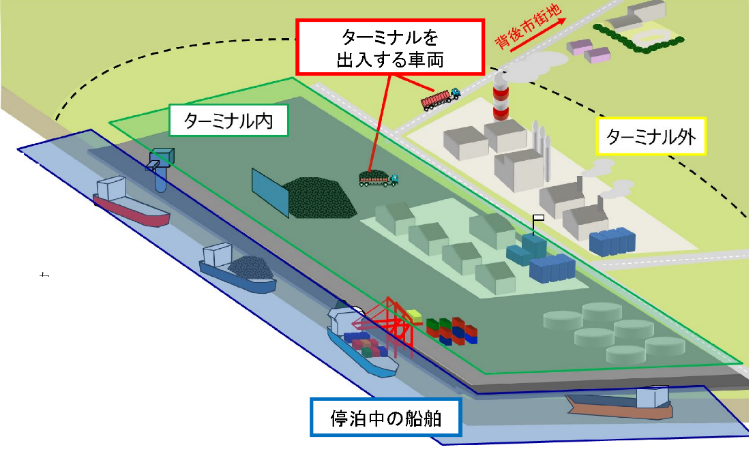 背後市街地
ターミナルを
出入する車両
ターミナル内
ターミナル外
停泊中の船舶